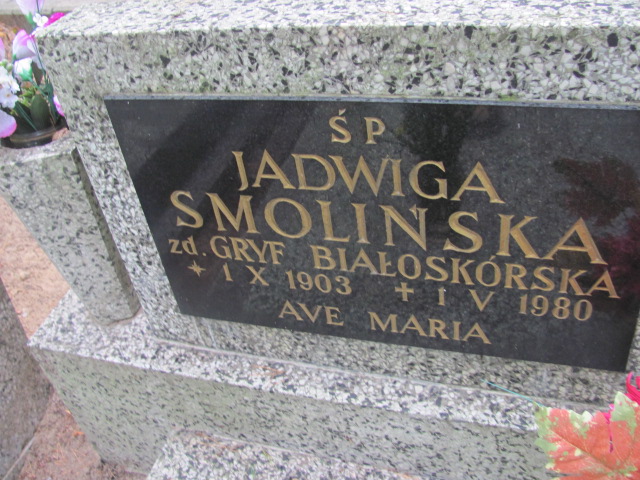 ŚP
JADWIGA
SMOLIŃSKA
zd. GRYF BIAŁOSKÓRSKA
* 1 X 1903 + 1 V 1980
AVE MARIA